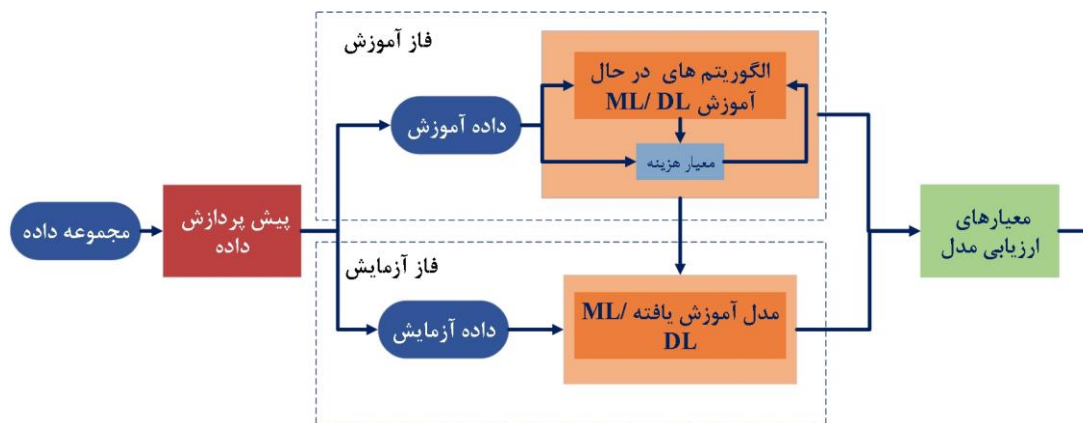 فاز آموزش
الگوریتم های در حال
آموزش ML/ DL
داده آموزش
معیار هزینه
مجموعه داده
پیش پردازش
داده
معیارهای
ارزیابی مدل
فاز آزمایش
داده آزمایش
مدل آموزش یافته ML/
DL